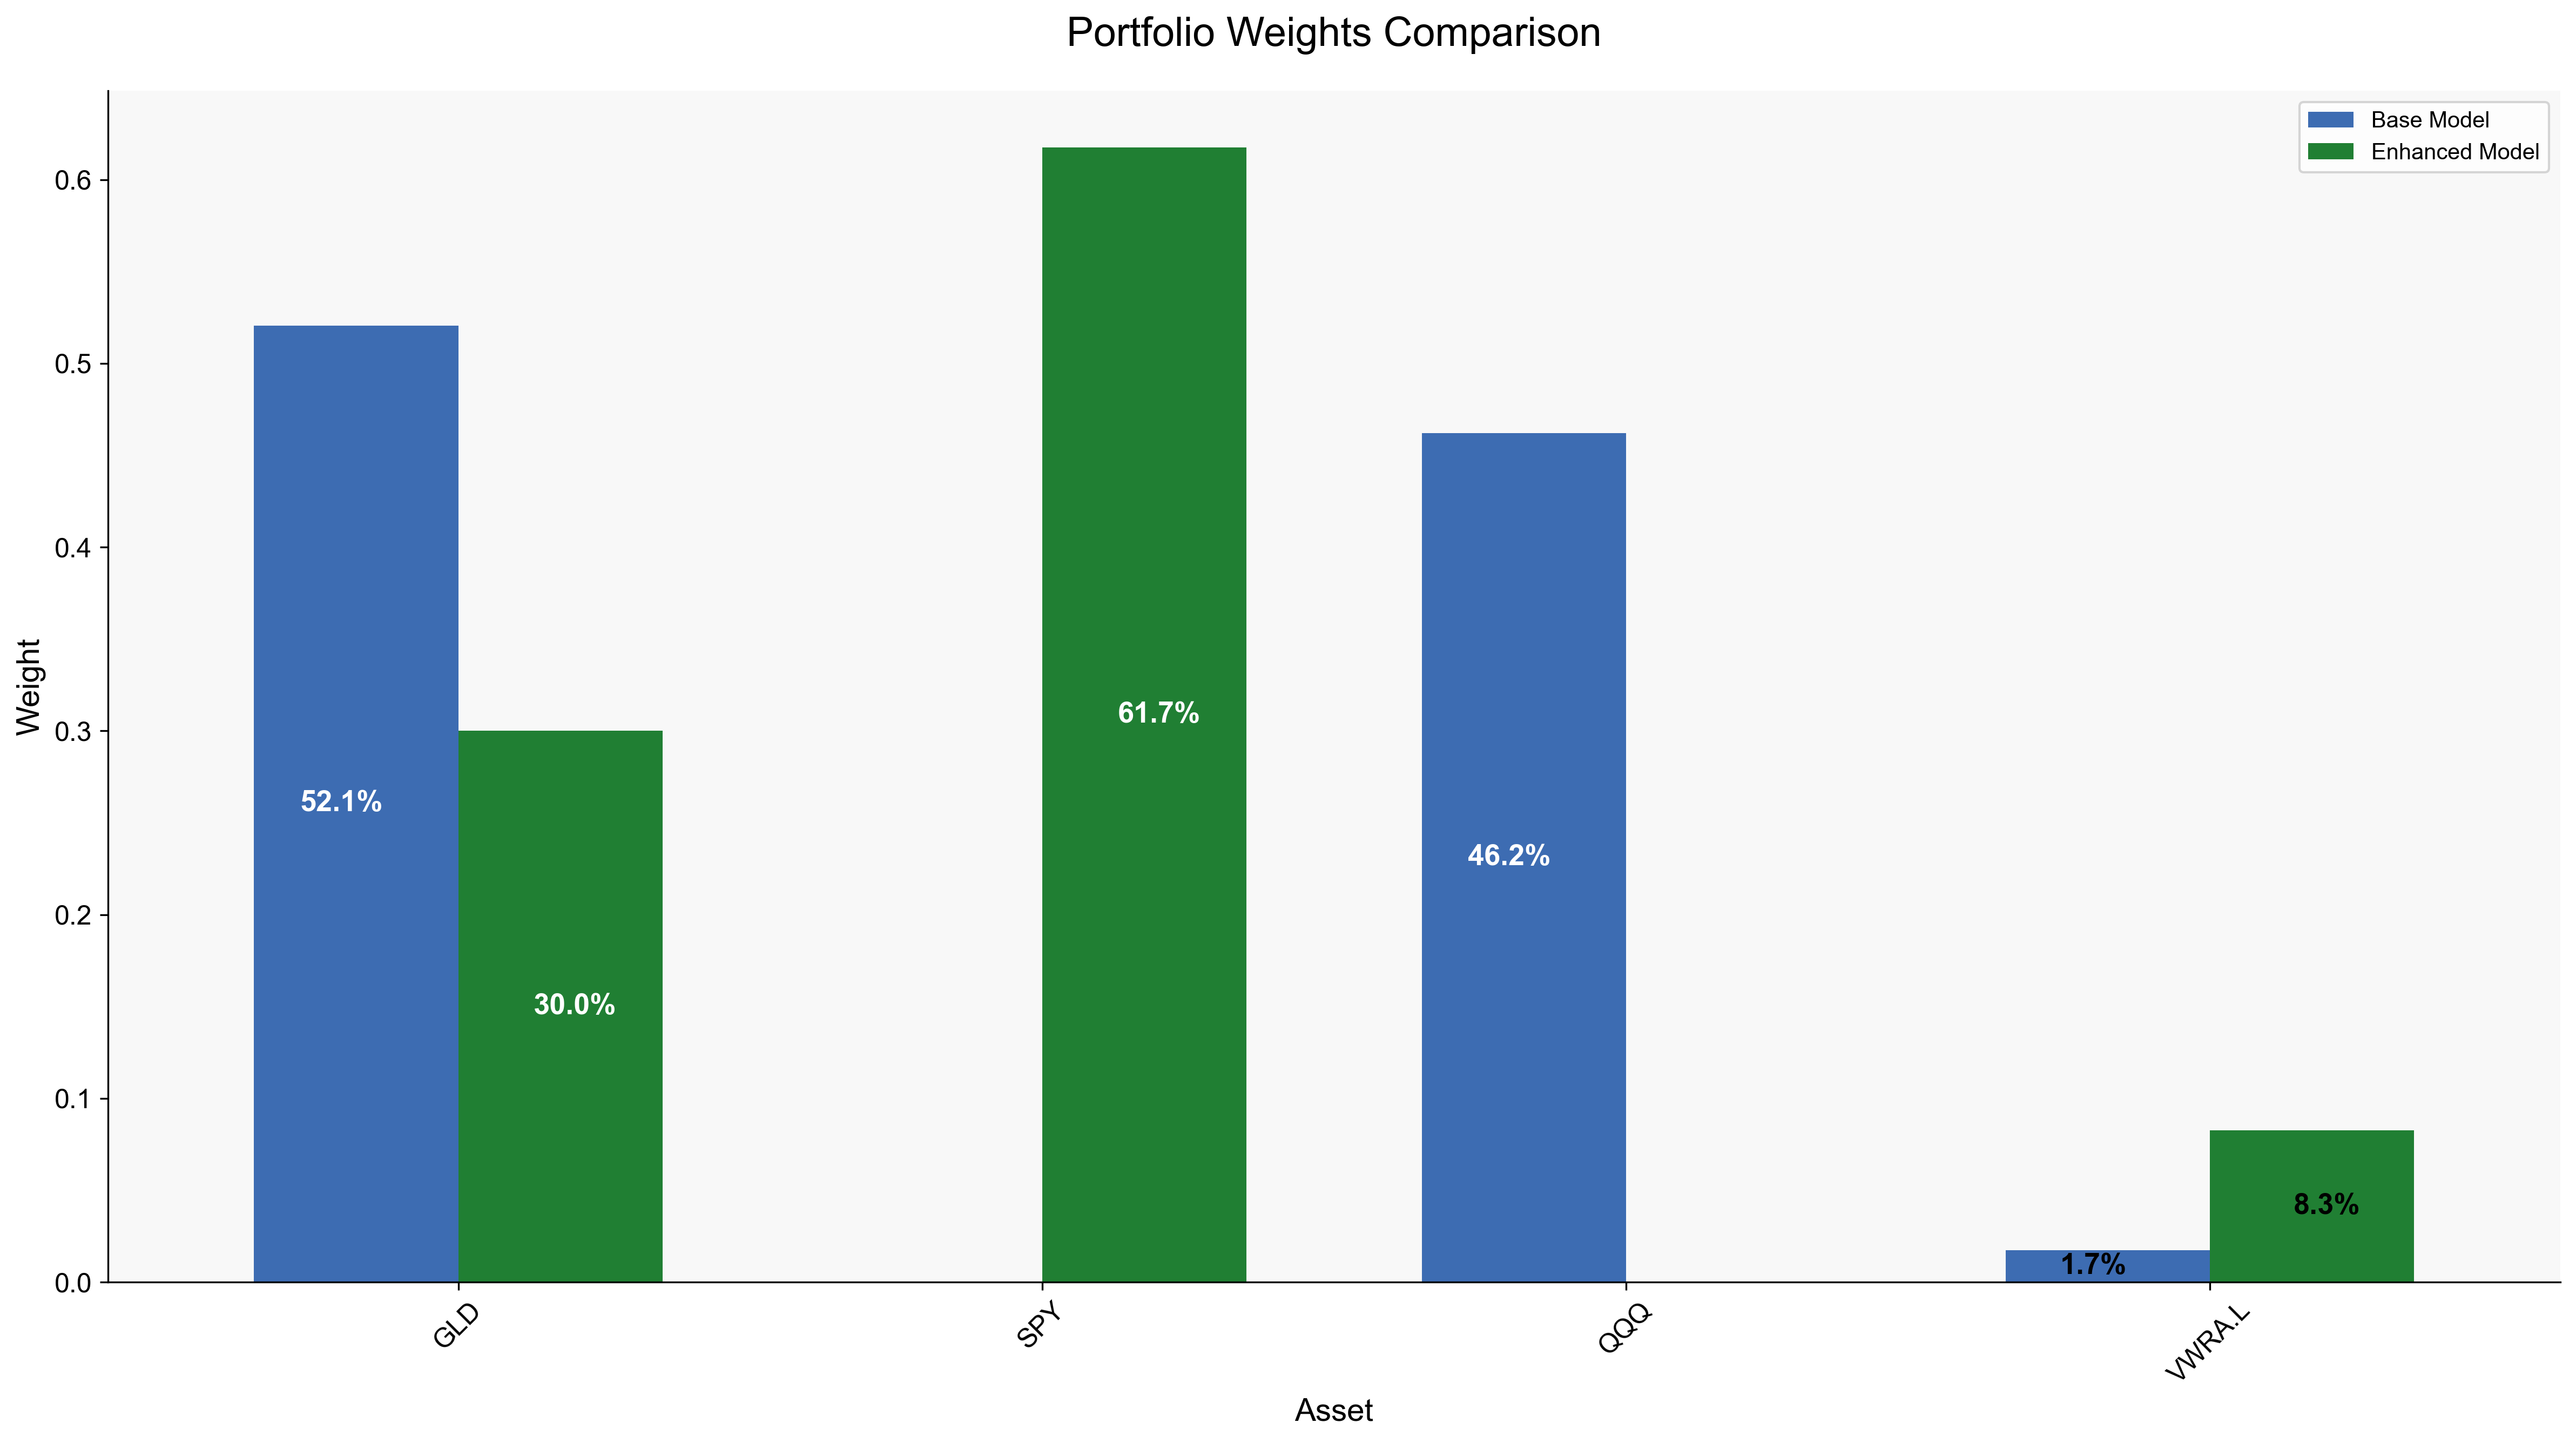 Portfolio Weights Comparison
Base Model
Enhanced Model
0.6
0.5
0.4
0.3
0.2
0.1
0.0
Weight
52.1%
30.0%
61.7%
46.2%
1.7%
8.3%
GLD
SPY
QQQ
VWRA.L
Asset